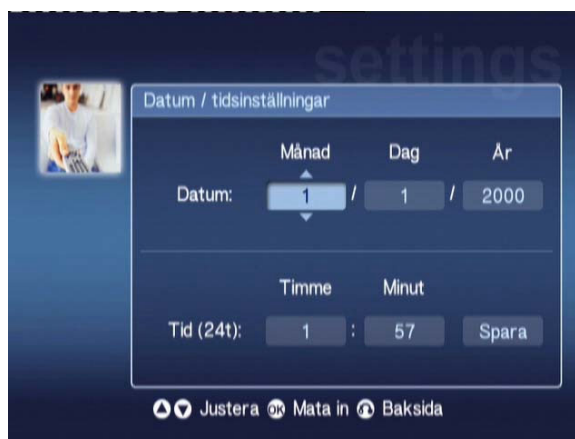 settings
Datum / tidsinställningar
Månad Dag År
Datum: 1 / 1 / 2000
Timme Minut
Tid (24t): 1 : 57 Spara
Justera OK Mata in Baksida